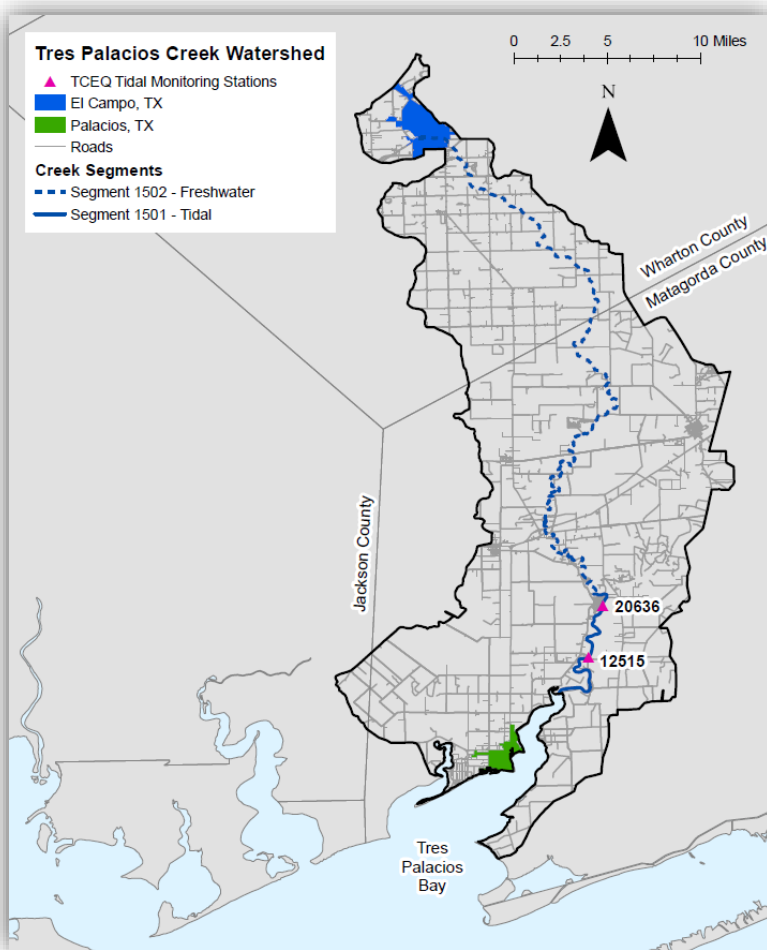 Tres Palacios Creek Watershed
TCEQ Tidal Monitoring Stations
El Campo, TX
Palacios, TX
Roads
Creek Segments
Segment 1502 - Freshwater
Segment 1501 - Tidal
0 2.5 5 10 Miles
N
Wharton County
Matagorda County
Jackson County
20636
12515
Tres
Palacios
Bay